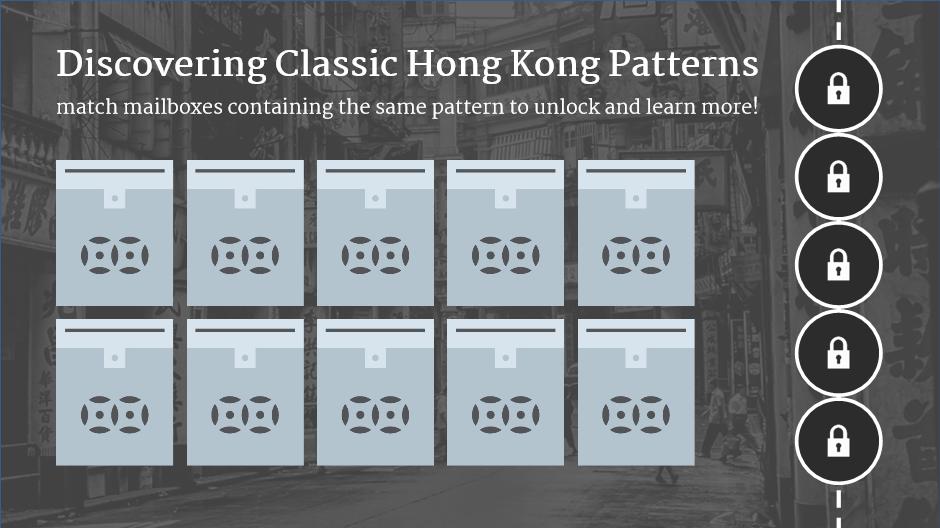 Discovering Classic Hong Kong Patterns
match mailboxes containing the same pattern to unlock and learn more!